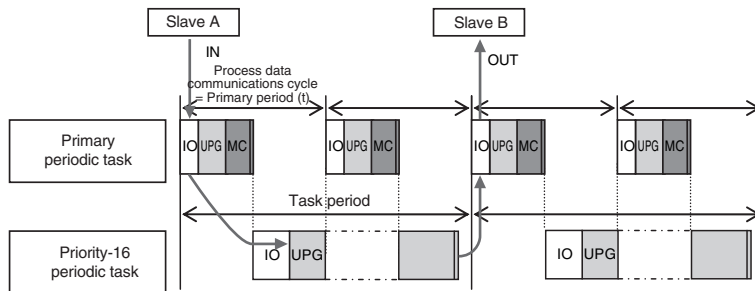 Slave A
Slave B
IN
OUT
Process data
communications cycle
= Primary period (t)
Primary
periodic task
IO UPG MC
IO UPG MC
IO UPG MC
IO UPG MC
Task period
Priority-16
periodic task
IO UPG
IO UPG